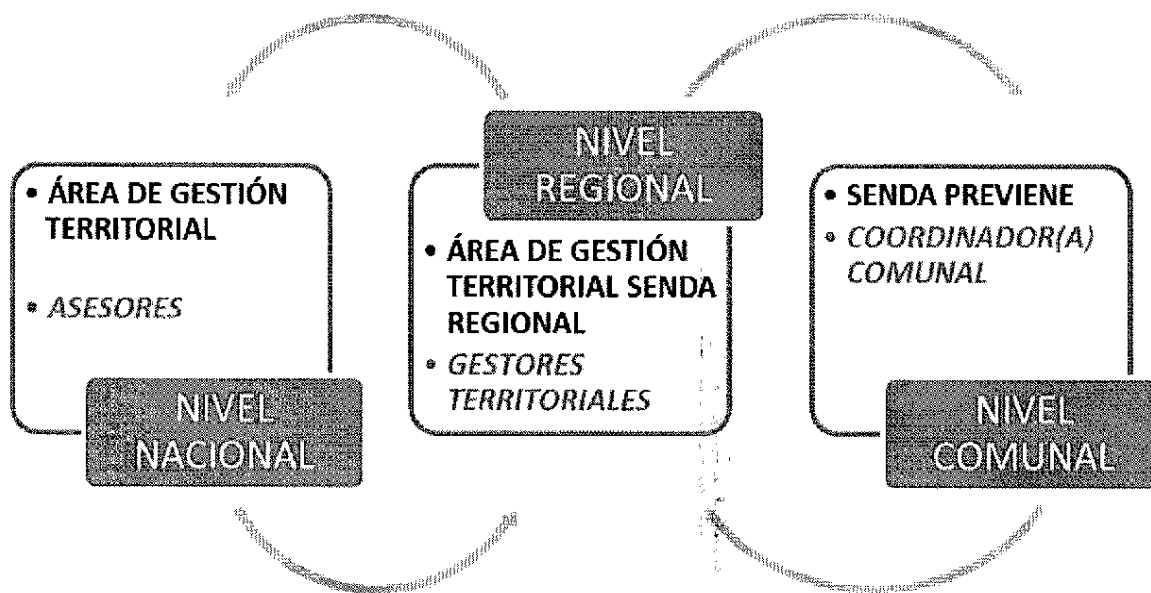 • ÁREA DE GESTIÓN
TERRITORIAL
• ASESORES
NIVEL
NACIONAL
NIVEL
REGIONAL
• ÁREA DE GESTIÓN
TERRITORIAL SENDA
REGIONAL
• GESTORES
TERRITORIALES
• SENDA PREVIENE
• COORDINADOR(A)
COMUNAL
NIVEL
COMUNAL